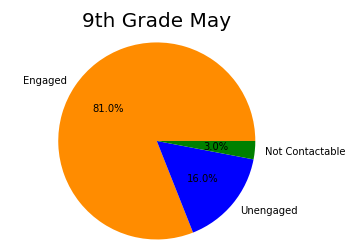 9th Grade May
Engaged
81.0%
3.0%
Not Contactable
16.0%
Unengaged